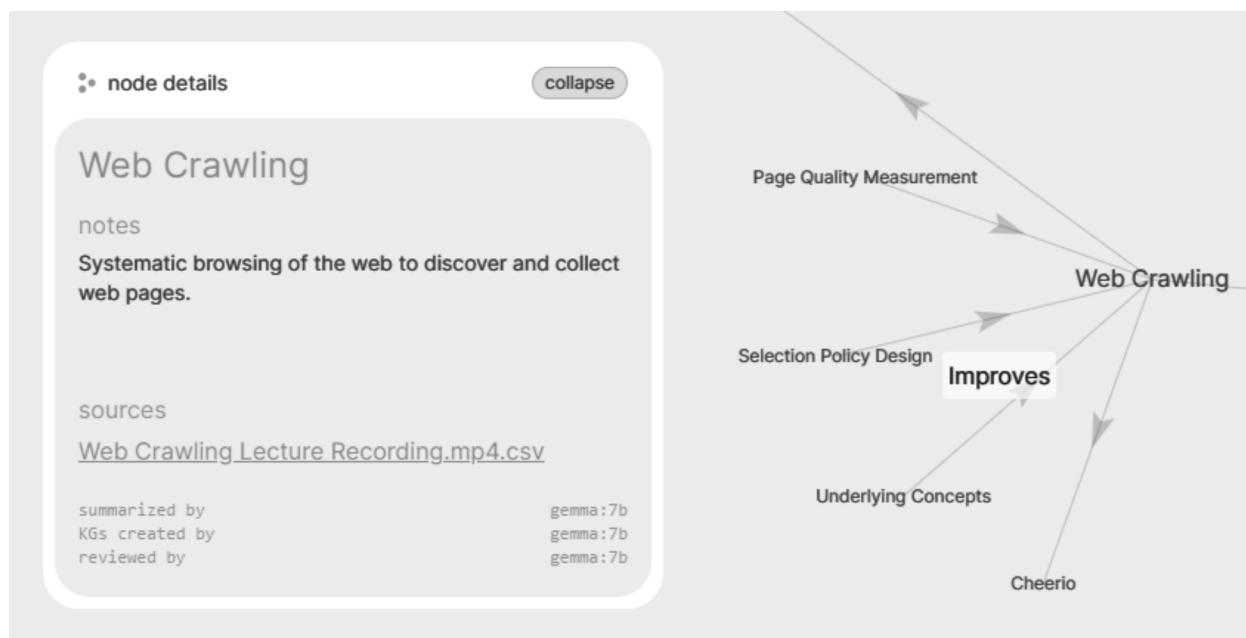 node details
collapse
Web Crawling
notes
Systematic browsing of the web to discover and collect
web pages.
sources
Web Crawling Lecture Recording.mp4.csv
summarized by gemma:7b
KGs created by gemma:7b
reviewed by gemma:7b
Page Quality Measurement
Web Crawling
Selection Policy Design
Improves
Underlying Concepts
Cheerio